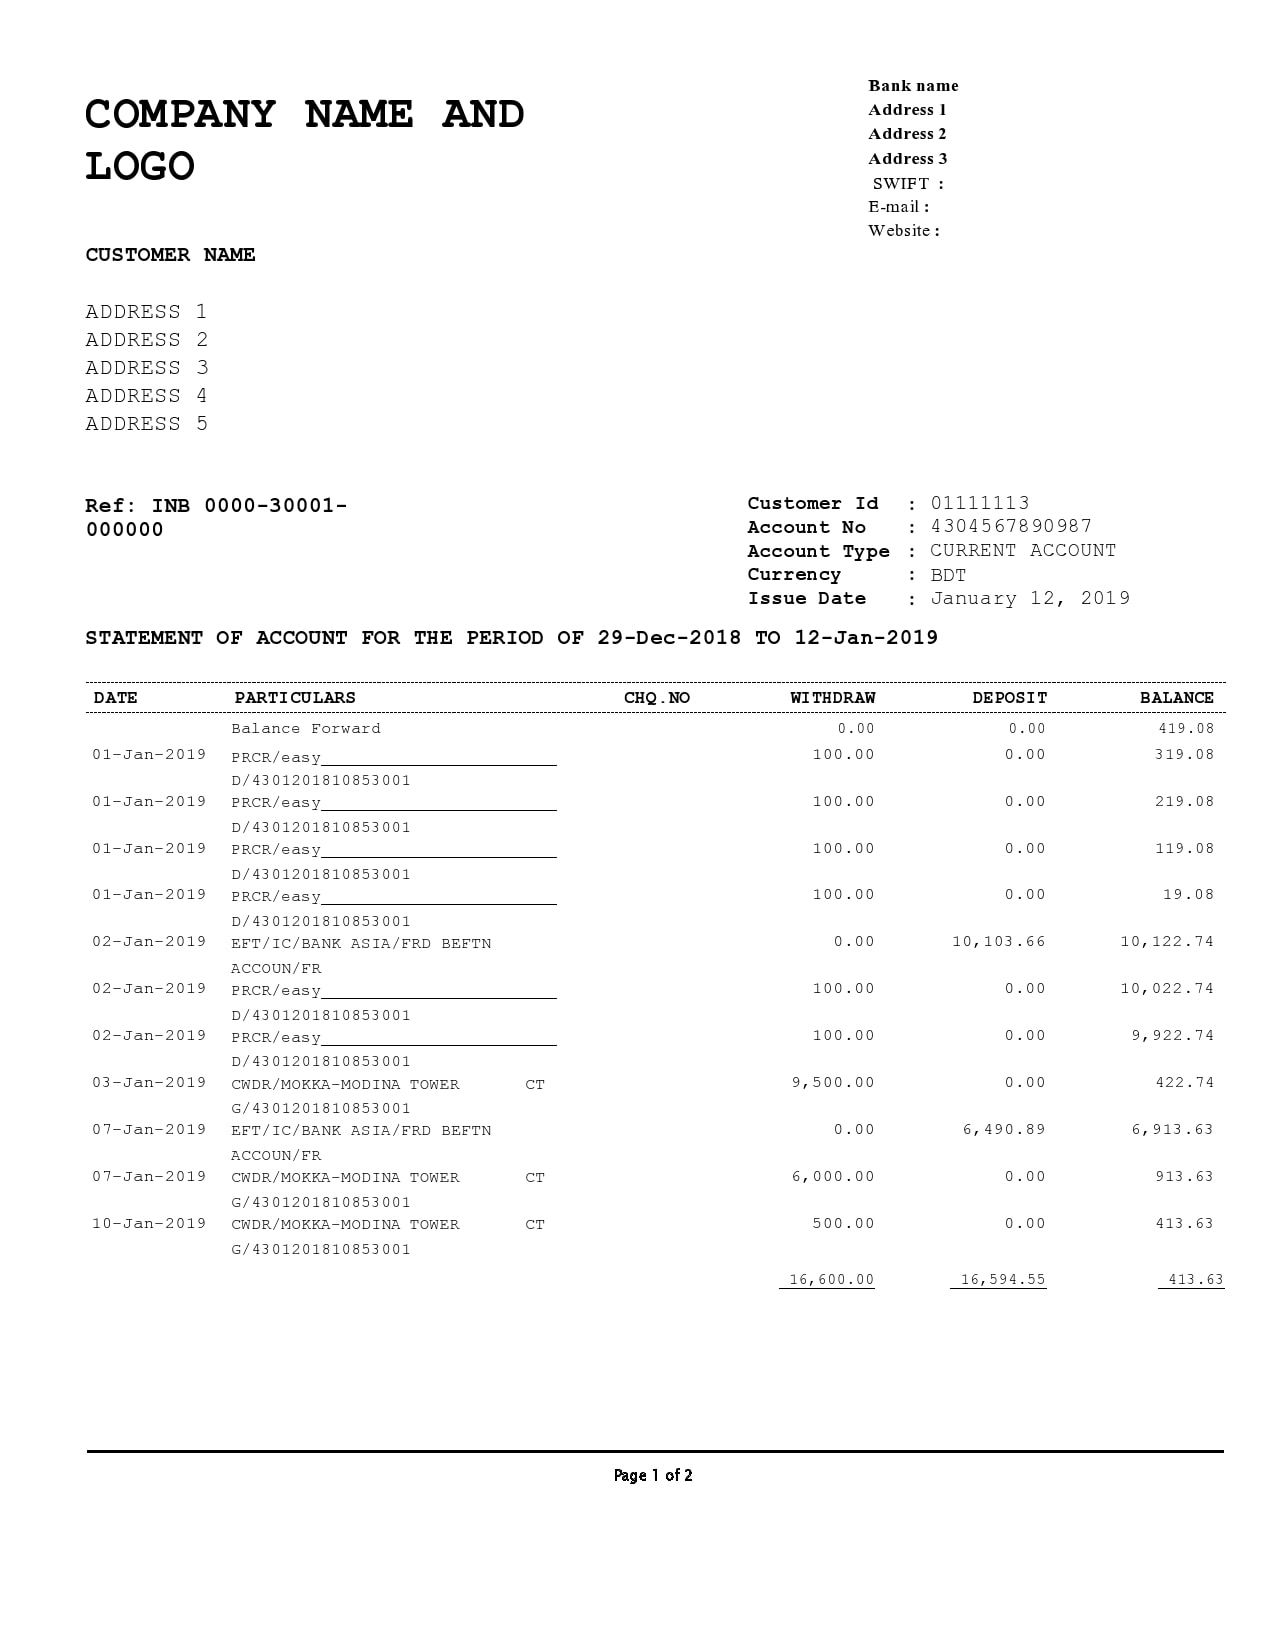 COMPANY NAME AND
LOGO
Bank name
Address 1
Address 2
Address 3
SWIFT :
E-mail :
Website :
CUSTOMER NAME
ADDRESS 1
ADDRESS 2
ADDRESS 3
ADDRESS 4
ADDRESS 5
Ref: INB 0000-30001-
000000
Customer Id : 01111113
Account No : 4304567890987
Account Type : CURRENT ACCOUNT
Currency : BDT
Issue Date : January 12, 2019
STATEMENT OF ACCOUNT FOR THE PERIOD OF 29-Dec-2018 TO 12-Jan-2019
DATE PARTICULARS CHQ.NO WITHDRAW DEPOSIT BALANCE
Balance Forward 0.00 0.00 419.08
01-Jan-2019 PRCR/easy 100.00 0.00 319.08
D/4301201810853001
01-Jan-2019 PRCR/easy 100.00 0.00 219.08
D/4301201810853001
01-Jan-2019 PRCR/easy 100.00 0.00 119.08
D/4301201810853001
01-Jan-2019 PRCR/easy 100.00 0.00 19.08
D/4301201810853001
02-Jan-2019 EFT/IC/BANK ASIA/FRD BEFTN 0.00 10,103.66 10,122.74
ACCOUN/FR
02-Jan-2019 PRCR/easy 100.00 0.00 10,022.74
D/4301201810853001
02-Jan-2019 PRCR/easy 100.00 0.00 9,922.74
D/4301201810853001
03-Jan-2019 CWDR/MOKKA-MODINA TOWER CT 9,500.00 0.00 422.74
G/4301201810853001
07-Jan-2019 EFT/IC/BANK ASIA/FRD BEFTN 0.00 6,490.89 6,913.63
ACCOUN/FR
07-Jan-2019 CWDR/MOKKA-MODINA TOWER CT 6,000.00 0.00 913.63
G/4301201810853001
10-Jan-2019 CWDR/MOKKA-MODINA TOWER CT 500.00 0.00 413.63
G/4301201810853001
16,600.00 16,594.55 413.63
Page 1 of 2